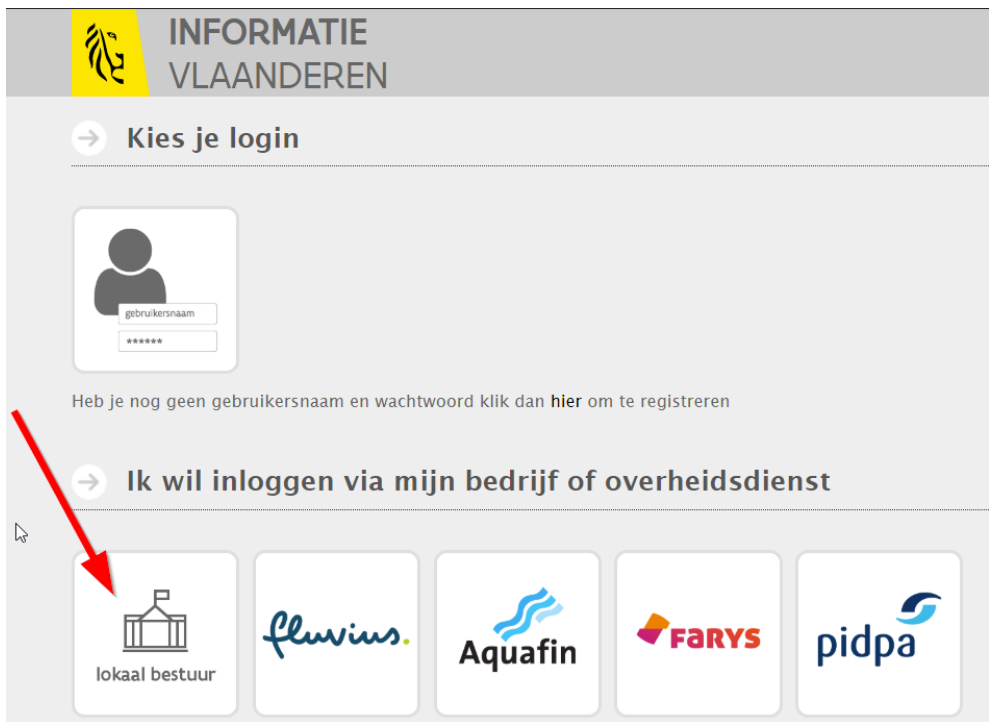 INFORMATIE
VLAANDEREN
Kies je login
gebruikersnaam
******
Heb je nog geen gebruikersnaam en wachtwoord klik dan hier om te registreren
Ik wil inloggen via mijn bedrijf of overheidsdienst
lokaal bestuur
fluvius.
Aquafin
FARYS
pidpa